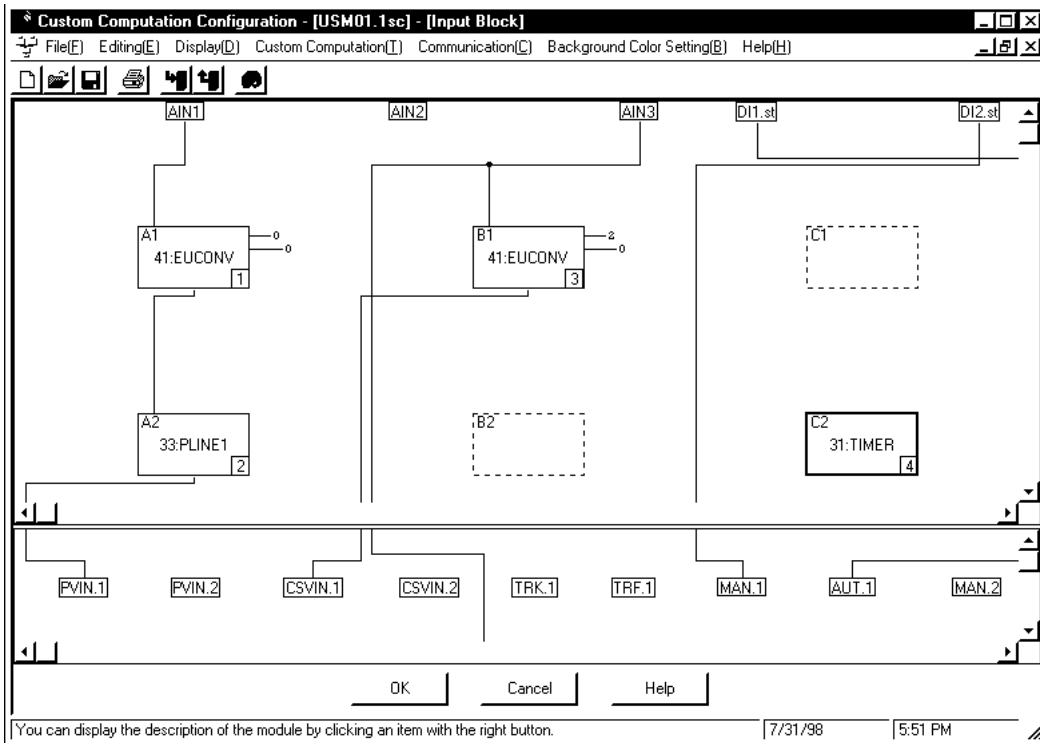 Custom Computation Configuration - [USM01.1sc] - [Input Block]
File(F) Editing(E) Display(D) Custom Computation(T) Communication(C) Background Color Setting(B) Help(H)
AIN1 AIN2 AIN3 DI1.st DI2.st
A1 0 B1 2 C1
41:EUCONV 0 41:EUCONV 0
1 3
A2 B2 C2
33:PLINE1 31:TIMER
2 4
PVIN.1 PVIN.2 CSVIN.1 CSVIN.2 TRK.1 TRF.1 MAN.1 AUT.1 MAN.2
OK Cancel Help
You can display the description of the module by clicking an item with the right button. 7/31/98 5:51 PM